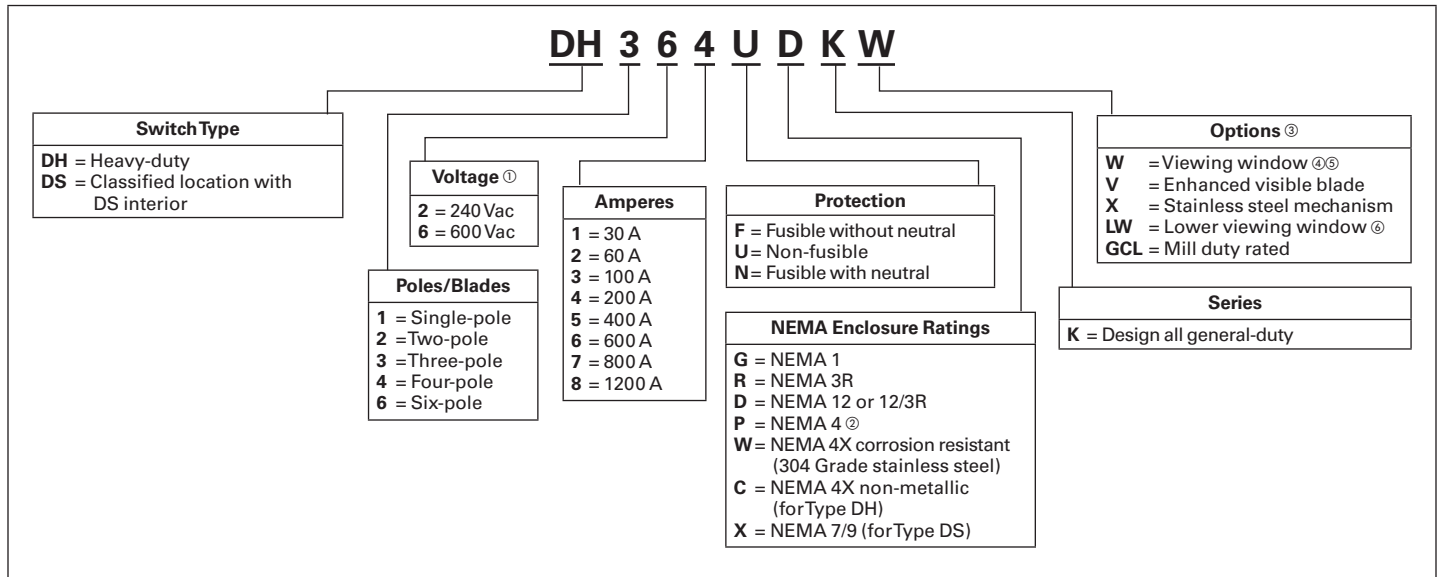 DH 3 6 4 U D K W
Switch Type
DH = Heavy-duty
DS = Classified location with
DS interior
Poles/Blades
1 = Single-pole
2 = Two-pole
3 = Three-pole
4 = Four-pole
6 = Six-pole
Voltage ①
2 = 240 Vac
6 = 600 Vac
Amperes
1 = 30 A
2 = 60 A
3 = 100 A
4 = 200 A
5 = 400 A
6 = 600 A
7 = 800 A
8 = 1200 A
Protection
F = Fusible without neutral
U = Non-fusible
N = Fusible with neutral
NEMA Enclosure Ratings
G = NEMA 1
R = NEMA 3R
D = NEMA 12 or 12/3R
P = NEMA 4 ②
W = NEMA 4X corrosion resistant
(304 Grade stainless steel)
C = NEMA 4X non-metallic
(for Type DH)
X = NEMA 7/9 (for Type DS)
Series
K = Design all general-duty
Options ③
W = Viewing window ④⑤
V = Enhanced visible blade
X = Stainless steel mechanism
LW = Lower viewing window ⑥
GCL = Mill duty rated